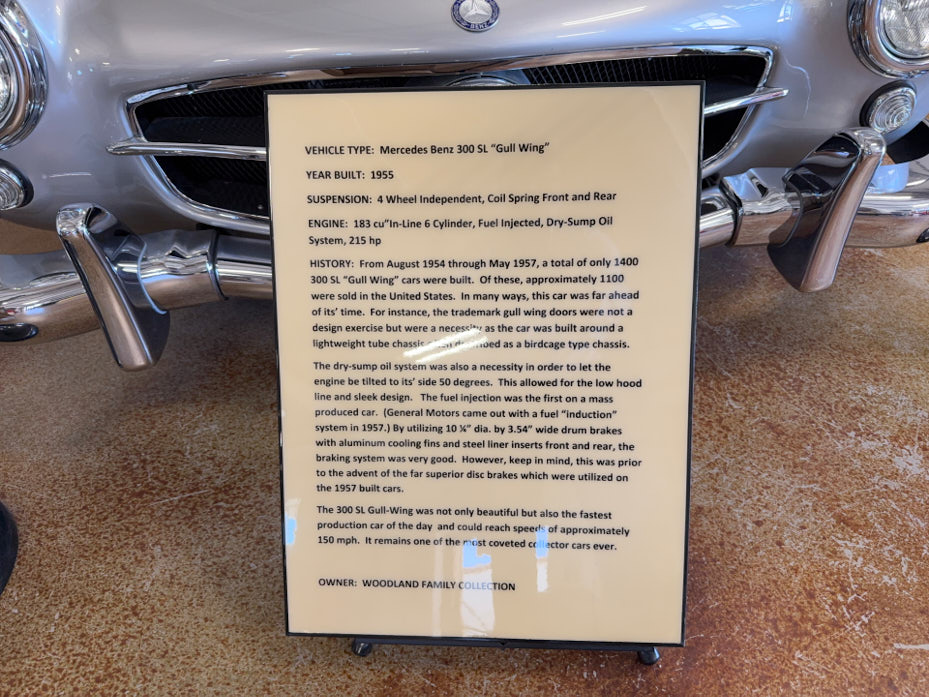 BENZ
VEHICLE TYPE: Mercedes Benz 300 SL “Gull Wing”
YEAR BUILT: 1955
SUSPENSION: 4 Wheel Independent, Coil Spring Front and Rear
ENGINE: 183 cu”In-Line 6 Cylinder, Fuel Injected, Dry-Sump Oil
System, 215 hp
HISTORY: From August 1954 through May 1957, a total of only 1400
300 SL “Gull Wing” cars were built. Of these, approximately 1100
were sold in the United States. In many ways, this car was far ahead
of its’ time. For instance, the trademark gull wing doors were not a
design exercise but were a necessity as the car was built around a
lightweight tube chassis often described as a birdcage type chassis.
The dry-sump oil system was also a necessity in order to let the
engine be tilted to its’ side 50 degrees. This allowed for the low hood
line and sleek design. The fuel injection was the first on a mass
produced car. (General Motors came out with a fuel “induction”
system in 1957.) By utilizing 10 ¼” dia. by 3.54” wide drum brakes
with aluminum cooling fins and steel liner inserts front and rear, the
braking system was very good. However, keep in mind, this was prior
to the advent of the far superior disc brakes which were utilized on
the 1957 built cars.
The 300 SL Gull-Wing was not only beautiful but also the fastest
production car of the day and could reach speeds of approximately
150 mph. It remains one of the most coveted collector cars ever.
OWNER: WOODLAND FAMILY COLLECTION